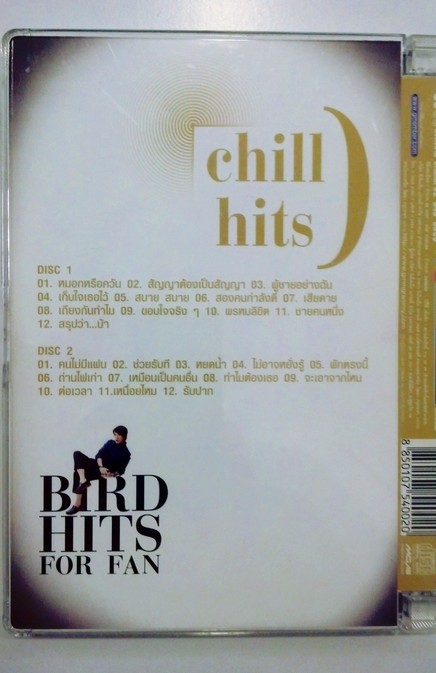 chill
hits
DISC 1
01. หมอกหรือควัน 02. สัญญาต้องเป็นสัญญา 03. ผู้ชายอย่างฉัน
04. เก็บใจเธอไว้ 05. สบาย สบาย 06. สองคนกำลังดี 07. เสียดาย
08. เถียงกันทำไม 09. ขอบใจจริง ๆ 10. พรหมลิขิต 11. ชายคนหนึ่ง
12. สรุปว่า...บ้า
DISC 2
01. คนไม่มีแฟน 02. ช่วยรับที 03. หยดน้ำ 04. ไม่อาจหยั่งรู้ 05. พักตรงนี้
06. ถ่านไฟเก่า 07. เหมือนเป็นคนอื่น 08. ทำไมต้องเธอ 09. จะเอาจากไหน
10. ต่อเวลา 11.เหนื่อยไหม 12. รับปาก
BIRD
HITS
FOR FAN
8 850107 540020